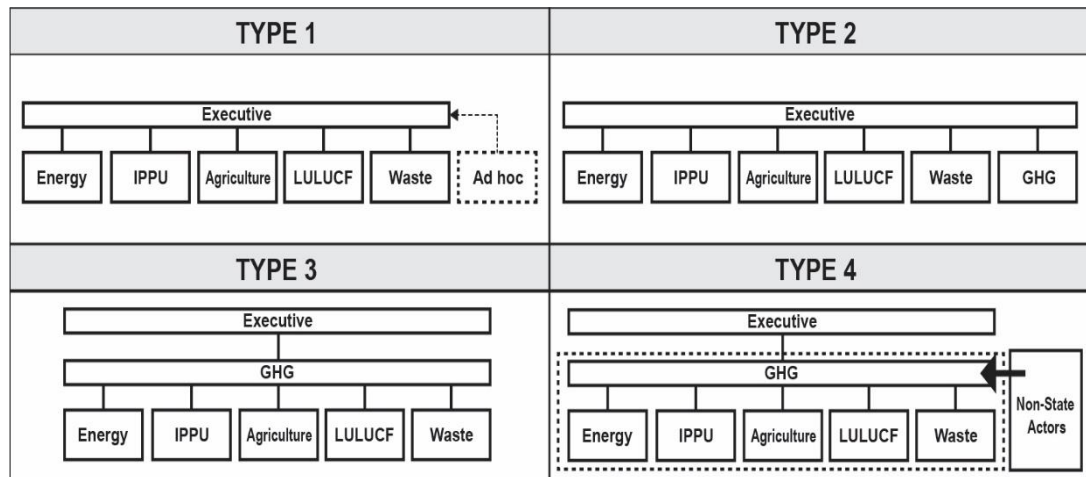 TYPE 1
Executive
Energy
IPPU
Agriculture
LULUCF
Waste
Ad hoc
TYPE 2
Executive
Energy
IPPU
Agriculture
LULUCF
Waste
GHG
TYPE 3
Executive
GHG
Energy
IPPU
Agriculture
LULUCF
Waste
TYPE 4
Executive
GHG
Energy
IPPU
Agriculture
LULUCF
Waste
Non-State
Actors